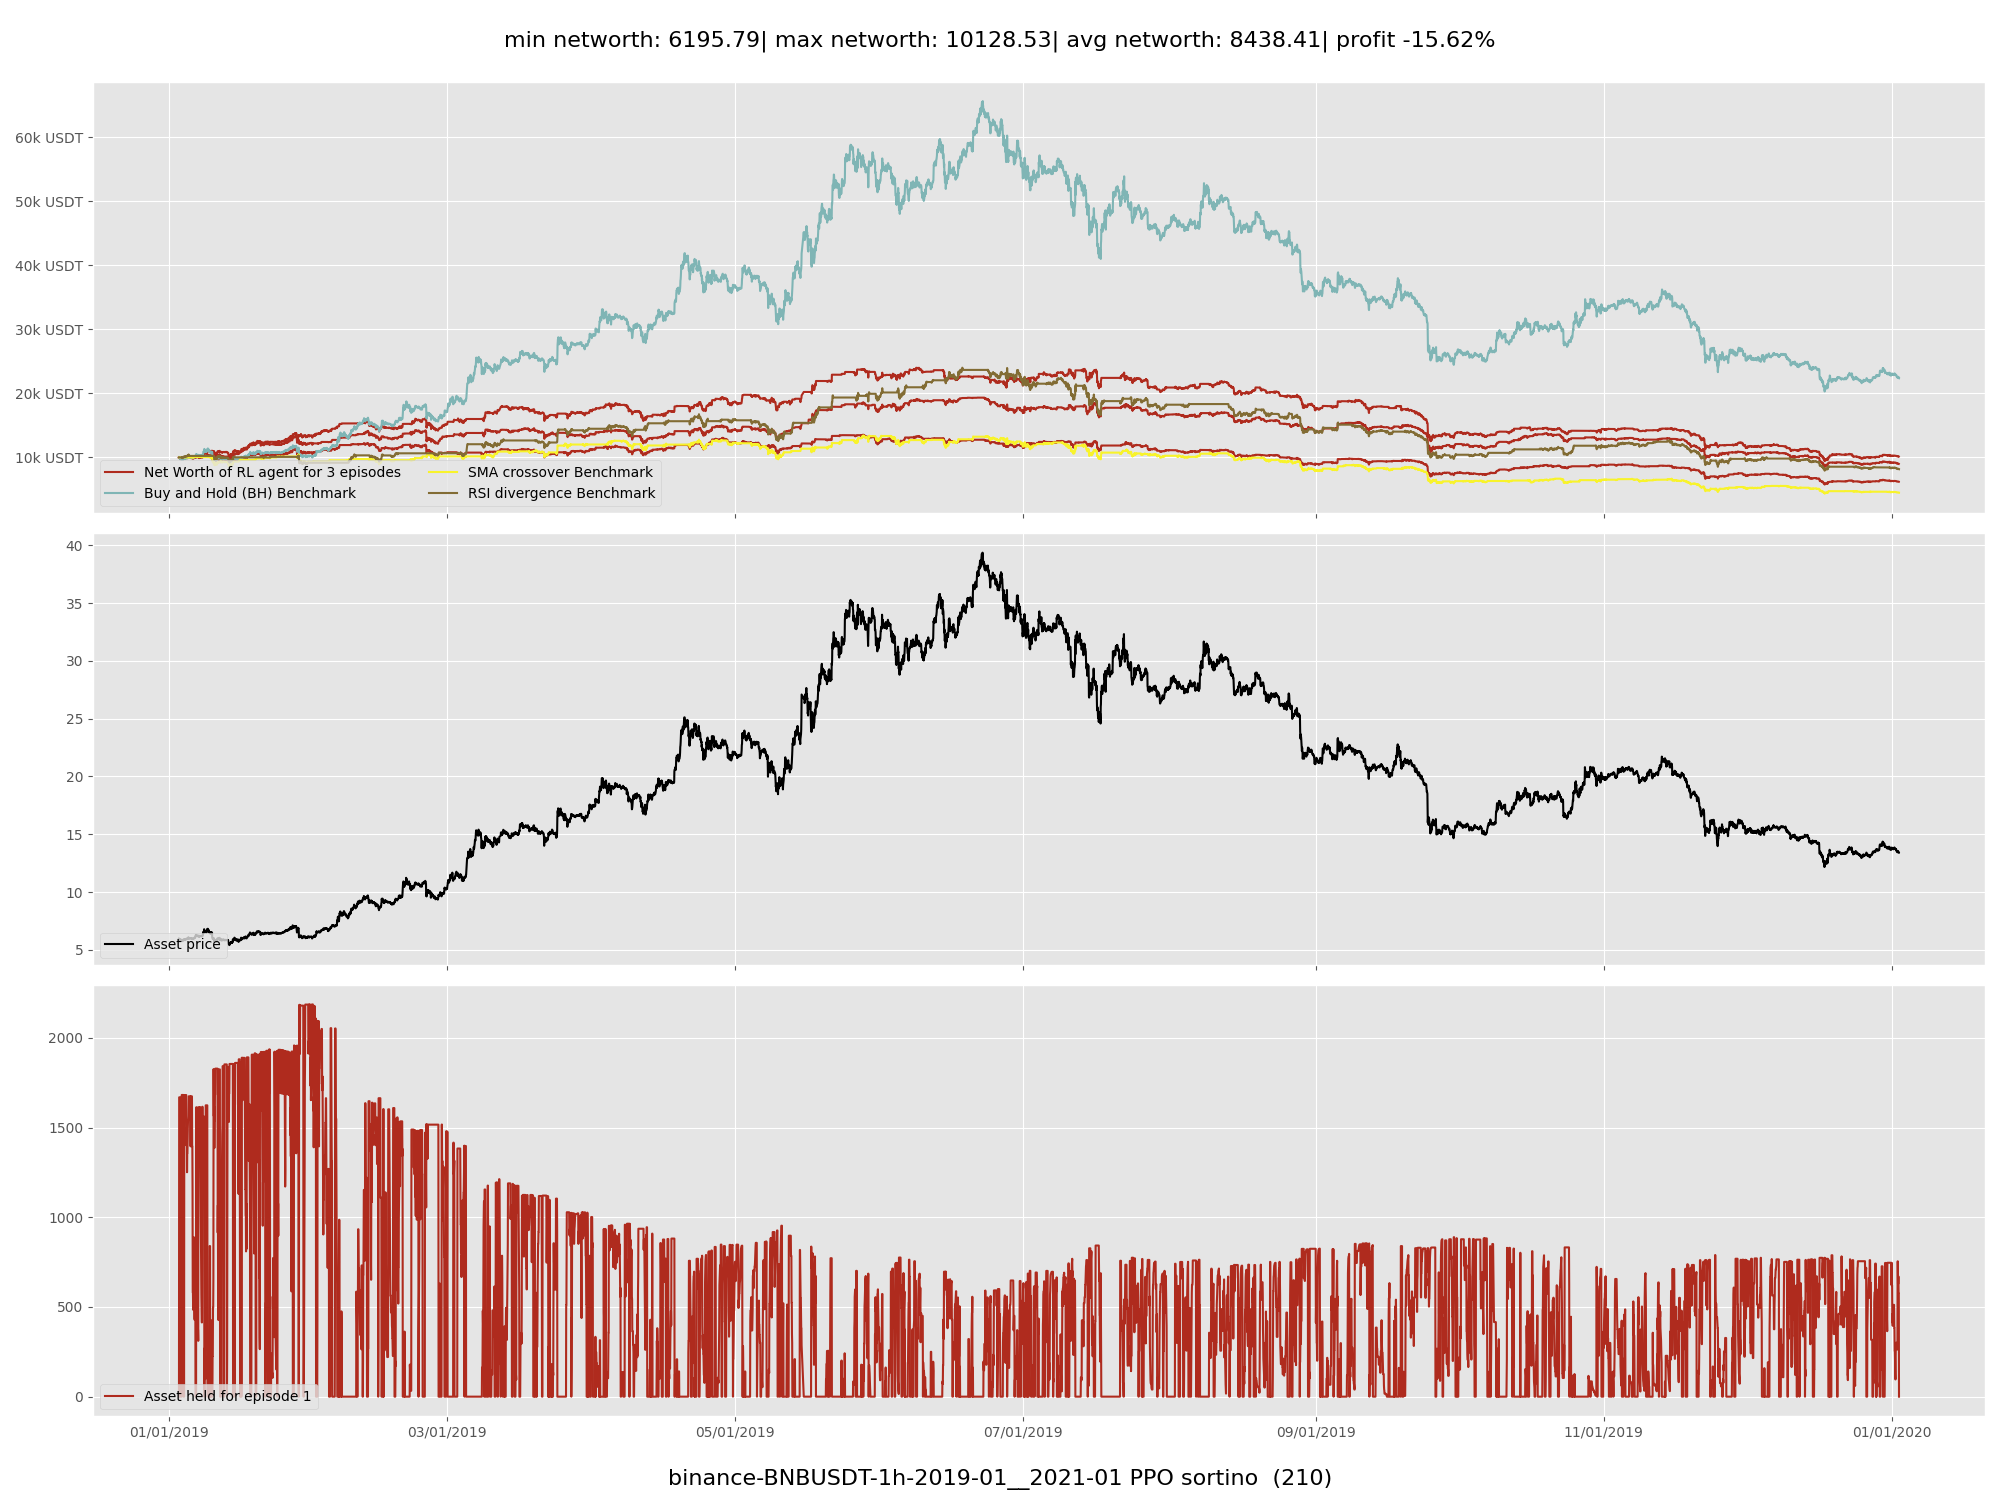 min networth: 6195.79| max networth: 10128.53| avg networth: 8438.41| profit -15.62%
60k USDT
50k USDT
40k USDT
30k USDT
20k USDT
10k USDT
Net Worth of RL agent for 3 episodes
Buy and Hold (BH) Benchmark
SMA crossover Benchmark
RSI divergence Benchmark
40
35
30
25
20
15
10
5
Asset price
2000
1500
1000
500
0
Asset held for episode 1
01/01/2019 03/01/2019 05/01/2019 07/01/2019 09/01/2019 11/01/2019 01/01/2020
binance-BNBUSDT-1h-2019-01__2021-01 PPO sortino (210)